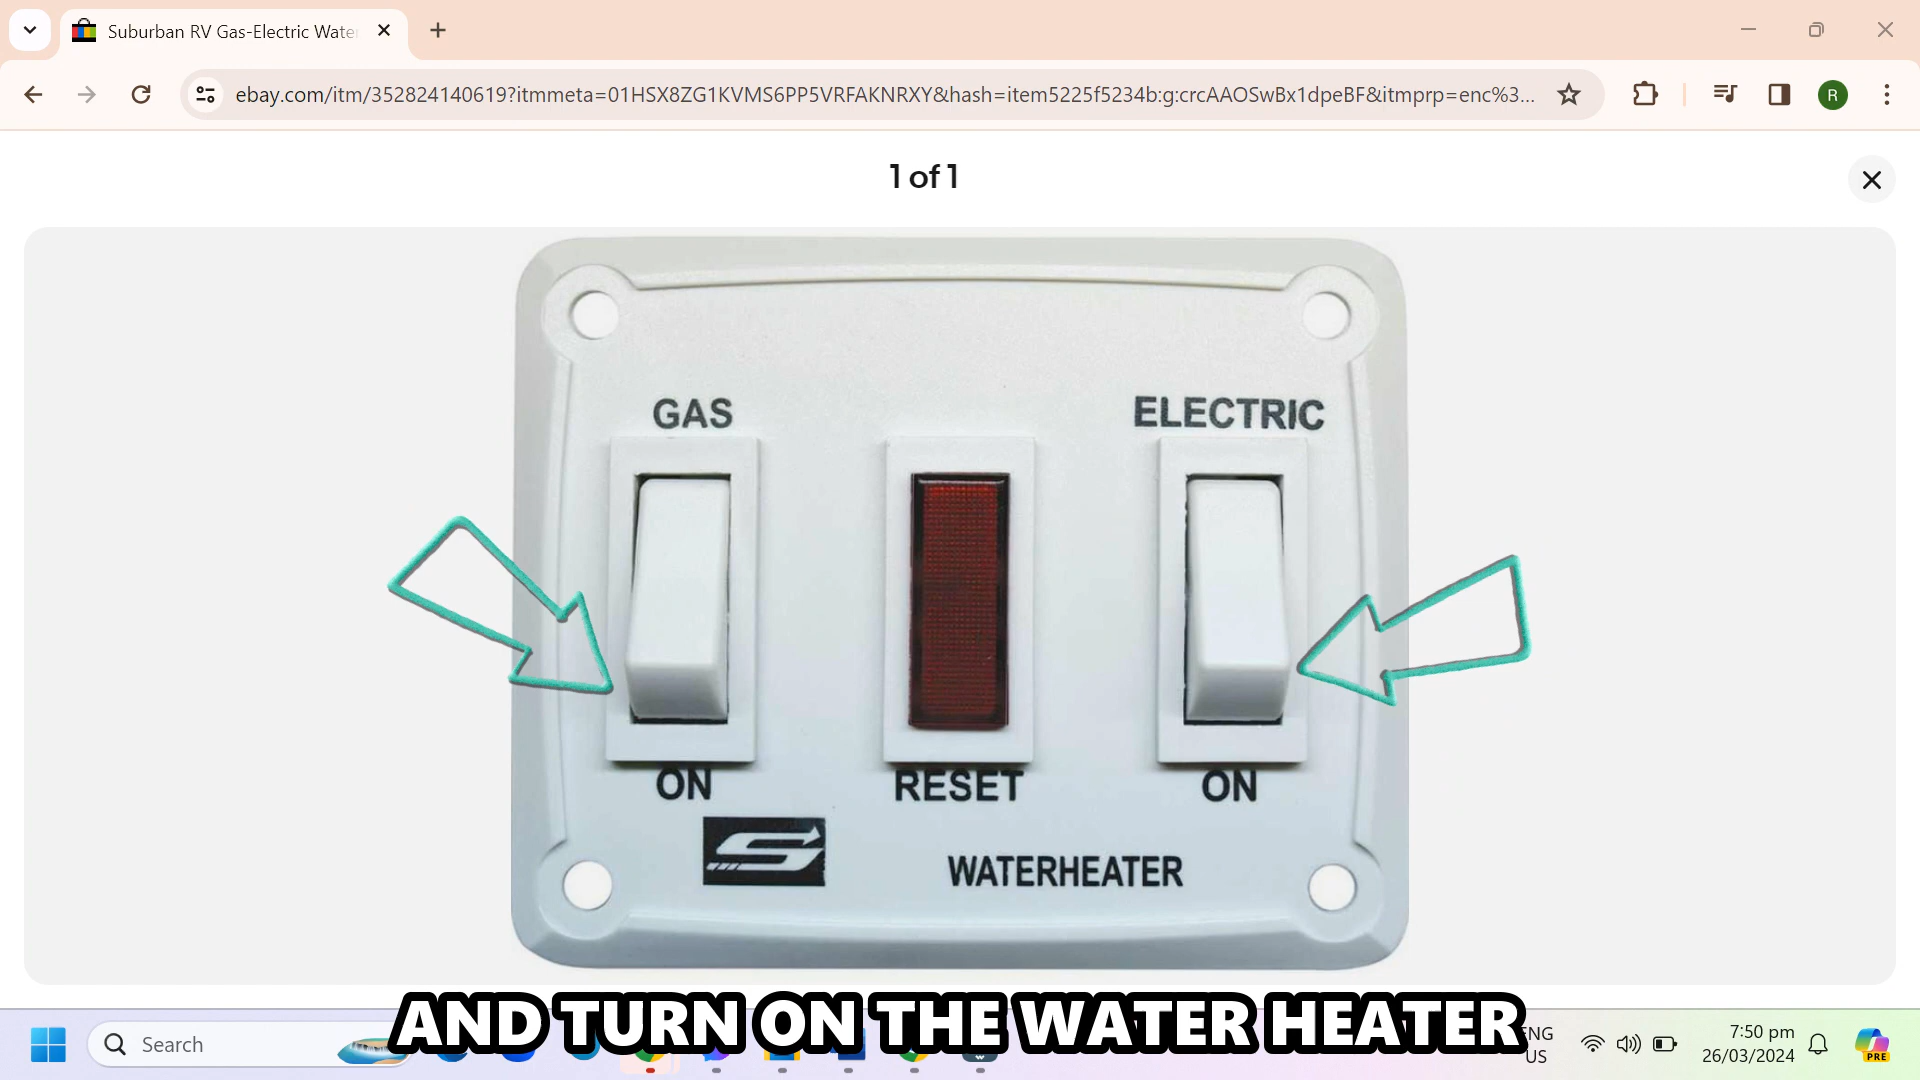 Suburban RV Gas-Electric Wate
ebay.com/itm/352824140619?itmmeta=01HSX8ZG1KVMS6PP5VRFAKNRXY&hash=item5225f5234b:g:crcAAOSwBx1dpeBF&itmprp=enc%3...
R
1 of 1
GAS
ELECTRIC
ON
RESET
ON
S
WATERHEATER
AND TURN ON THE WATER HEATER
Search
ENG
US
7:50 pm
26/03/2024
PRE